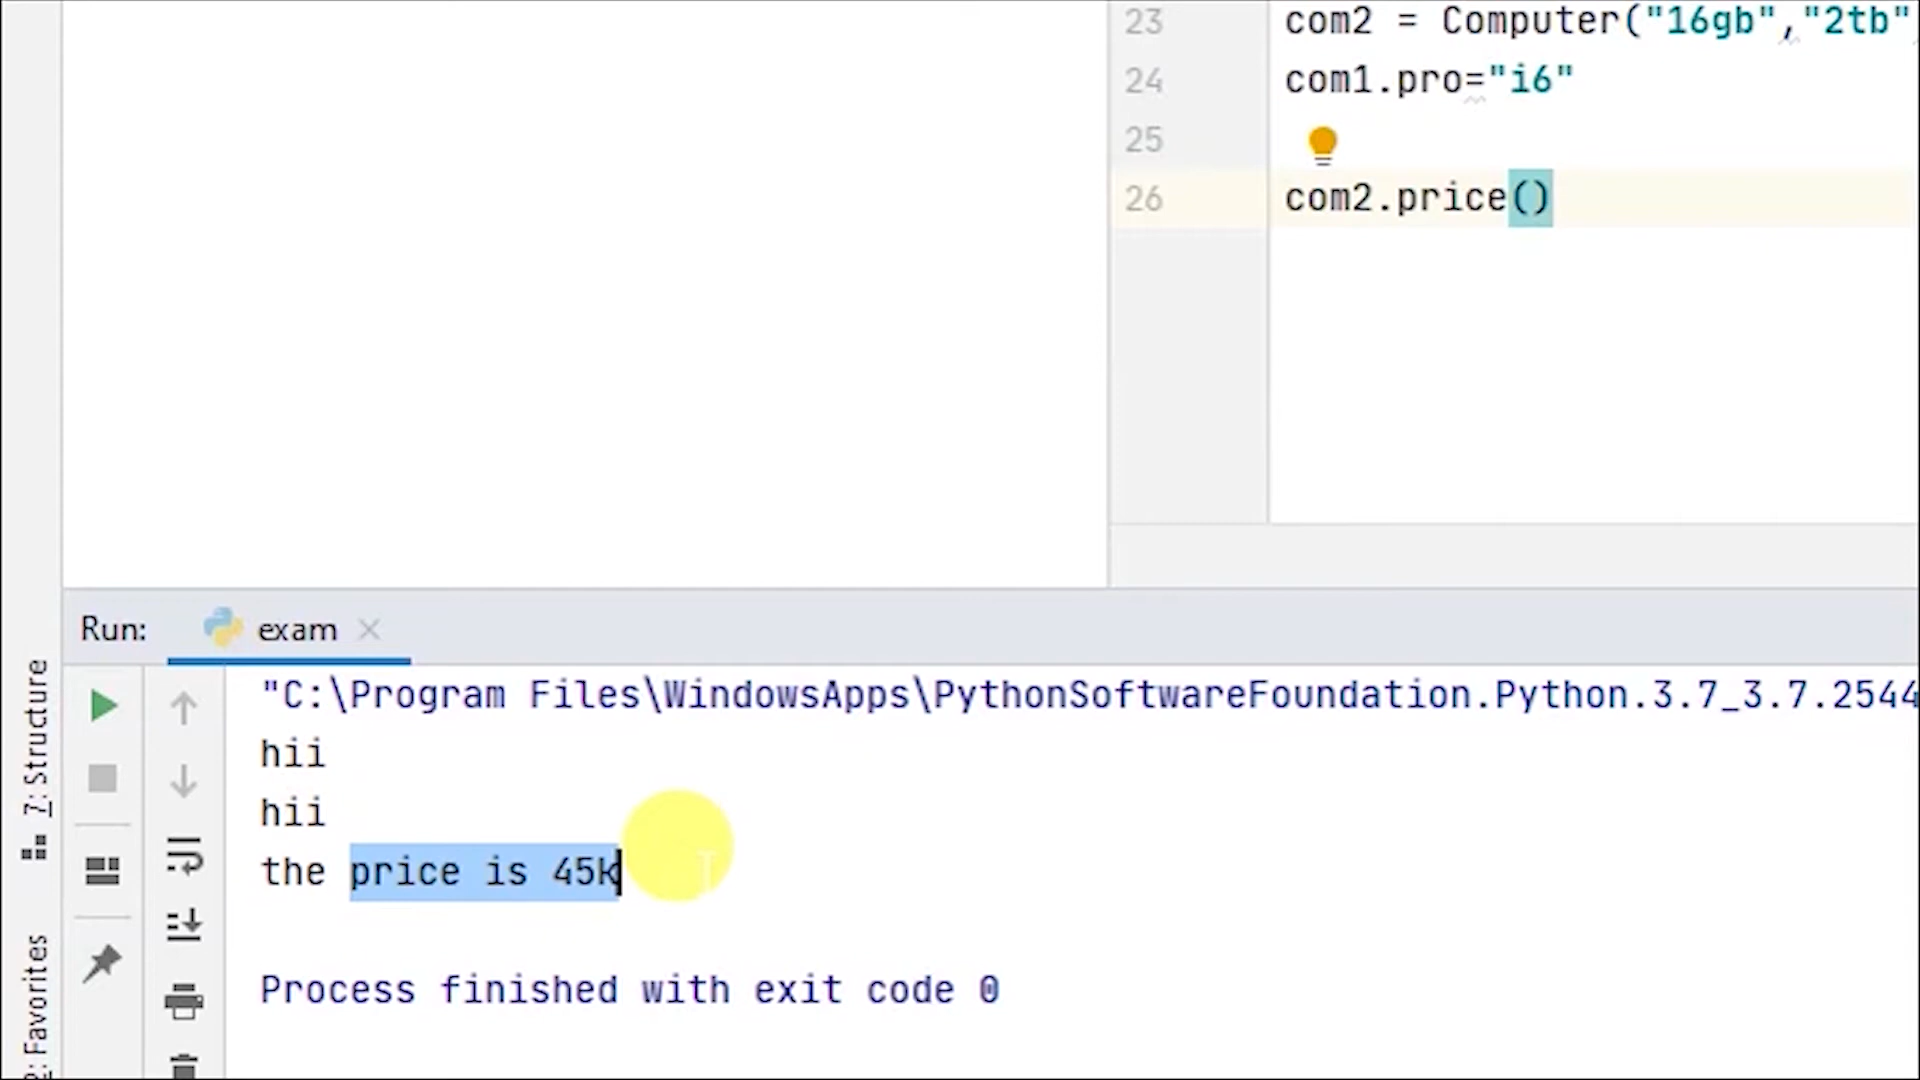 23 com2 = Computer("16gb","2tb"
24 com1.pro="i6"
25
26 com2.price()
Run: exam
"C:\Program Files\WindowsApps\PythonSoftwareFoundation.Python.3.7_3.7.2544
hii
hii
the price is 45k
Process finished with exit code 0
7: Structure
2: Favorites